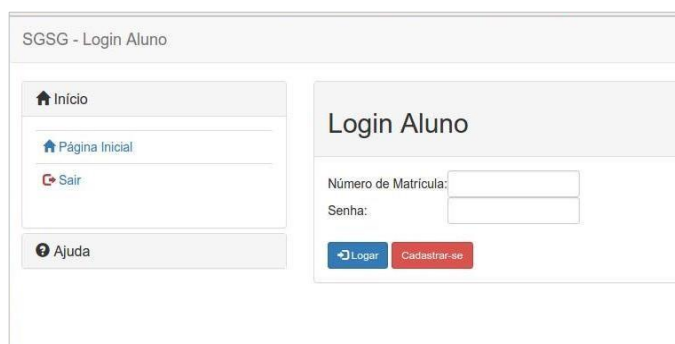 SGSG - Login Aluno
Início
Página Inicial
Sair
Ajuda
Login Aluno
Número de Matrícula:
Senha:
Logar
Cadastrar-se